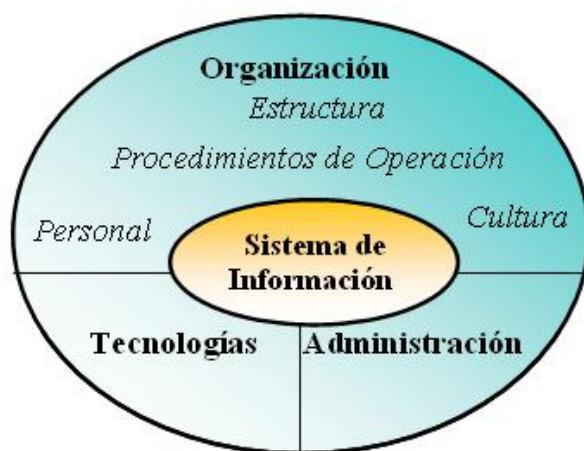 Organización
Estructura
Procedimientos de Operación
Personal
Cultura
Sistema de
Información
Tecnologías
Administración